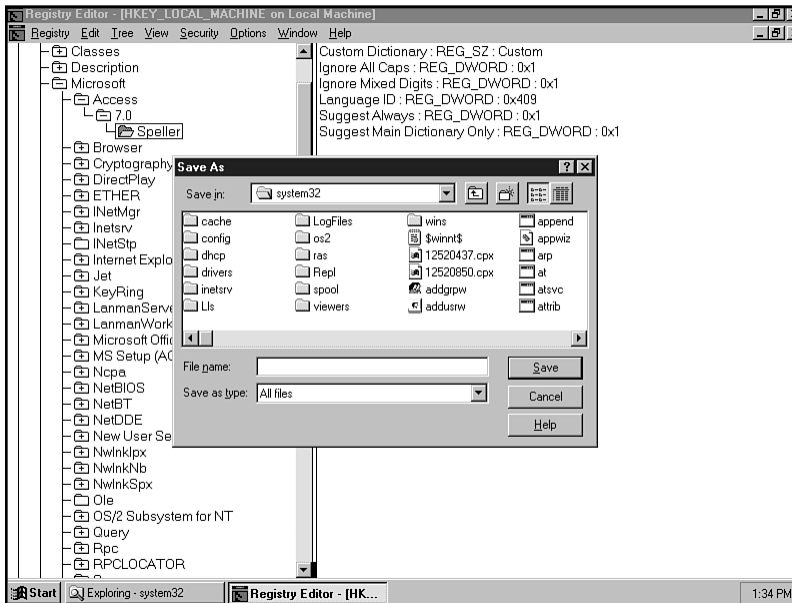 Registry Editor - [HKEY_LOCAL_MACHINE on Local Machine]
Registry Edit Tree View Security Options Window Help
Classes
Description
Microsoft
Access
7.0
Speller
Browser
Cryptography
DirectPlay
ETHER
INetMgr
Inetsrv
INetStp
Internet Explo
Jet
KeyRing
LanmanServe
LanmanWork
Microsoft Offic
MS Setup (AC
Ncpa
NetBIOS
NetBT
NetDDE
New User Se
NwlnkIpx
NwlnkNb
NwlnkSpx
Ole
OS/2 Subsystem for NT
Query
Rpc
RPCLOCATOR
Custom Dictionary : REG_SZ : Custom
Ignore All Caps : REG_DWORD : 0x1
Ignore Mixed Digits : REG_DWORD : 0x1
Language ID : REG_DWORD : 0x409
Suggest Always : REG_DWORD : 0x1
Suggest Main Dictionary Only : REG_DWORD : 0x1
Save As
Save in: system32
cache LogFiles wins append
config os2 $winnt$ appwiz
dhcp ras 12520437.cpx arp
drivers Repl 12520850.cpx at
inetsrv spool addgrpw atsvc
Lls viewers addusrw attrib
File name: Save
Save as type: All files Cancel
Help
Start Exploring - system32 Registry Editor - [HK... 1:34 PM